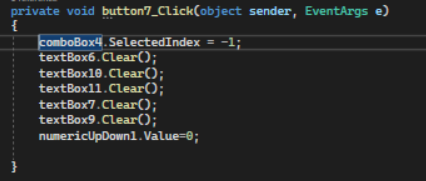 private void button7_Click(object sender, EventArgs e)
{
comboBox4.SelectedIndex = -1;
textBox6.Clear();
textBox10.Clear();
textBox11.Clear();
textBox7.Clear();
textBox9.Clear();
numericUpDown1.Value=0;
}